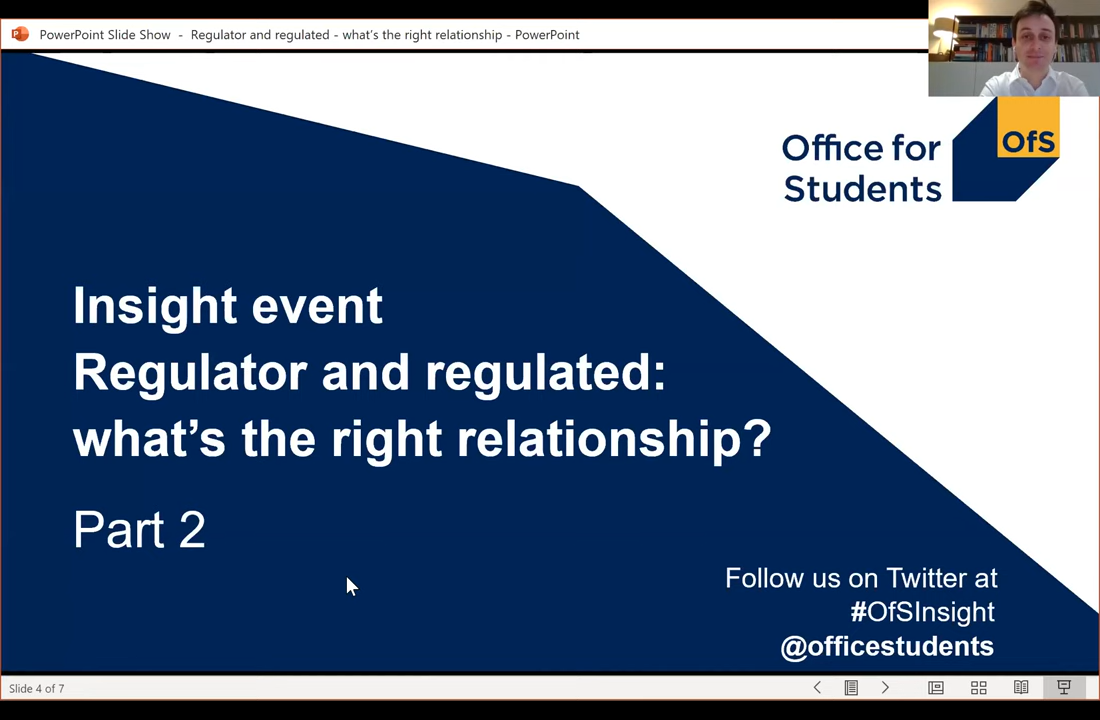 PowerPoint Slide Show - Regulator and regulated - what's the right relationship - PowerPoint
Office for
Students
OfS
Insight event
Regulator and regulated:
what’s the right relationship?
Part 2
Follow us on Twitter at
#OfSInsight
@officestudents
Slide 4 of 7